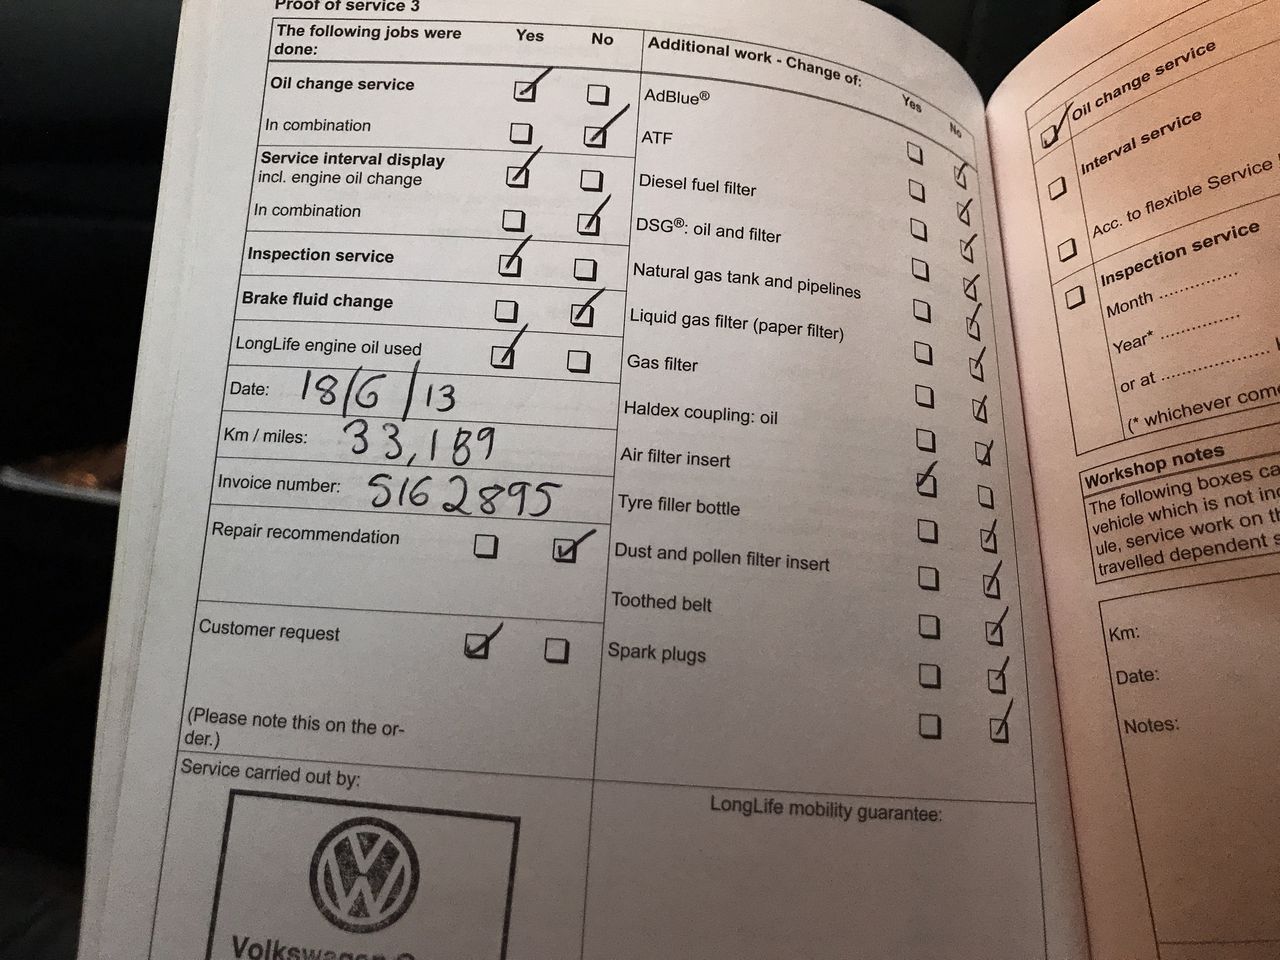 Proof of service 3
The following jobs were
done:
Yes No
Oil change service
In combination
Service interval display
incl. engine oil change
In combination
Inspection service
Brake fluid change
LongLife engine oil used
Date: 18/6/13
Km / miles: 33,189
Invoice number: 5162895
Repair recommendation
Customer request
(Please note this on the or-
der.)
Service carried out by:
Volkswagen
Additional work - Change of:
Yes No
AdBlue®
ATF
Diesel fuel filter
DSG®: oil and filter
Natural gas tank and pipelines
Liquid gas filter (paper filter)
Gas filter
Haldex coupling: oil
Air filter insert
Tyre filler bottle
Dust and pollen filter insert
Toothed belt
Spark plugs
LongLife mobility guarantee:
Oil change service
Interval service
Acc. to flexible Service
Inspection service
Month ..............
Year* ..............
or at ...................
(* whichever
Workshop notes
The following boxes
vehicle which is not
ule, service work on
travelled dependent
Km:
Date:
Notes: